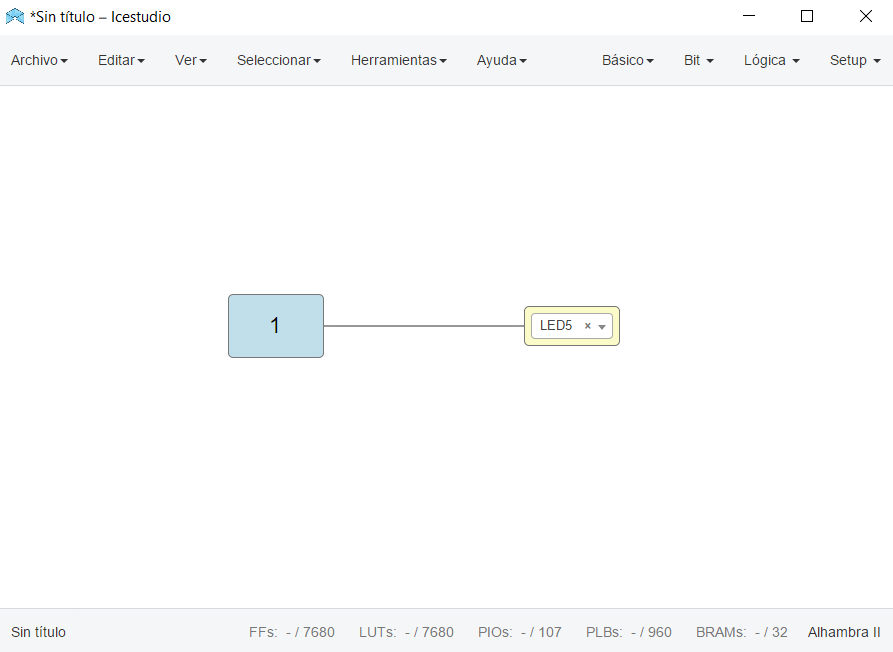 *Sin título – Icestudio
Archivo Editar Ver Seleccionar Herramientas Ayuda Básico Bit Lógica Setup
1 LED5 ×
Sin título FFs: - / 7680 LUTs: - / 7680 PIOs: - / 107 PLBs: - / 960 BRAMs: - / 32 Alhambra II